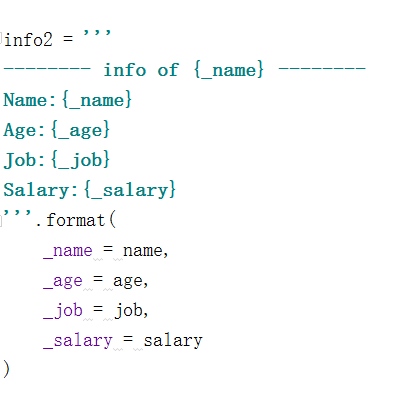 info2 = '''
-------- info of {_name} --------
Name:{_name}
Age:{_age}
Job:{_job}
Salary:{_salary}
'''.format(
    _name = name,
    _age = age,
    _job = job,
    _salary = salary
)